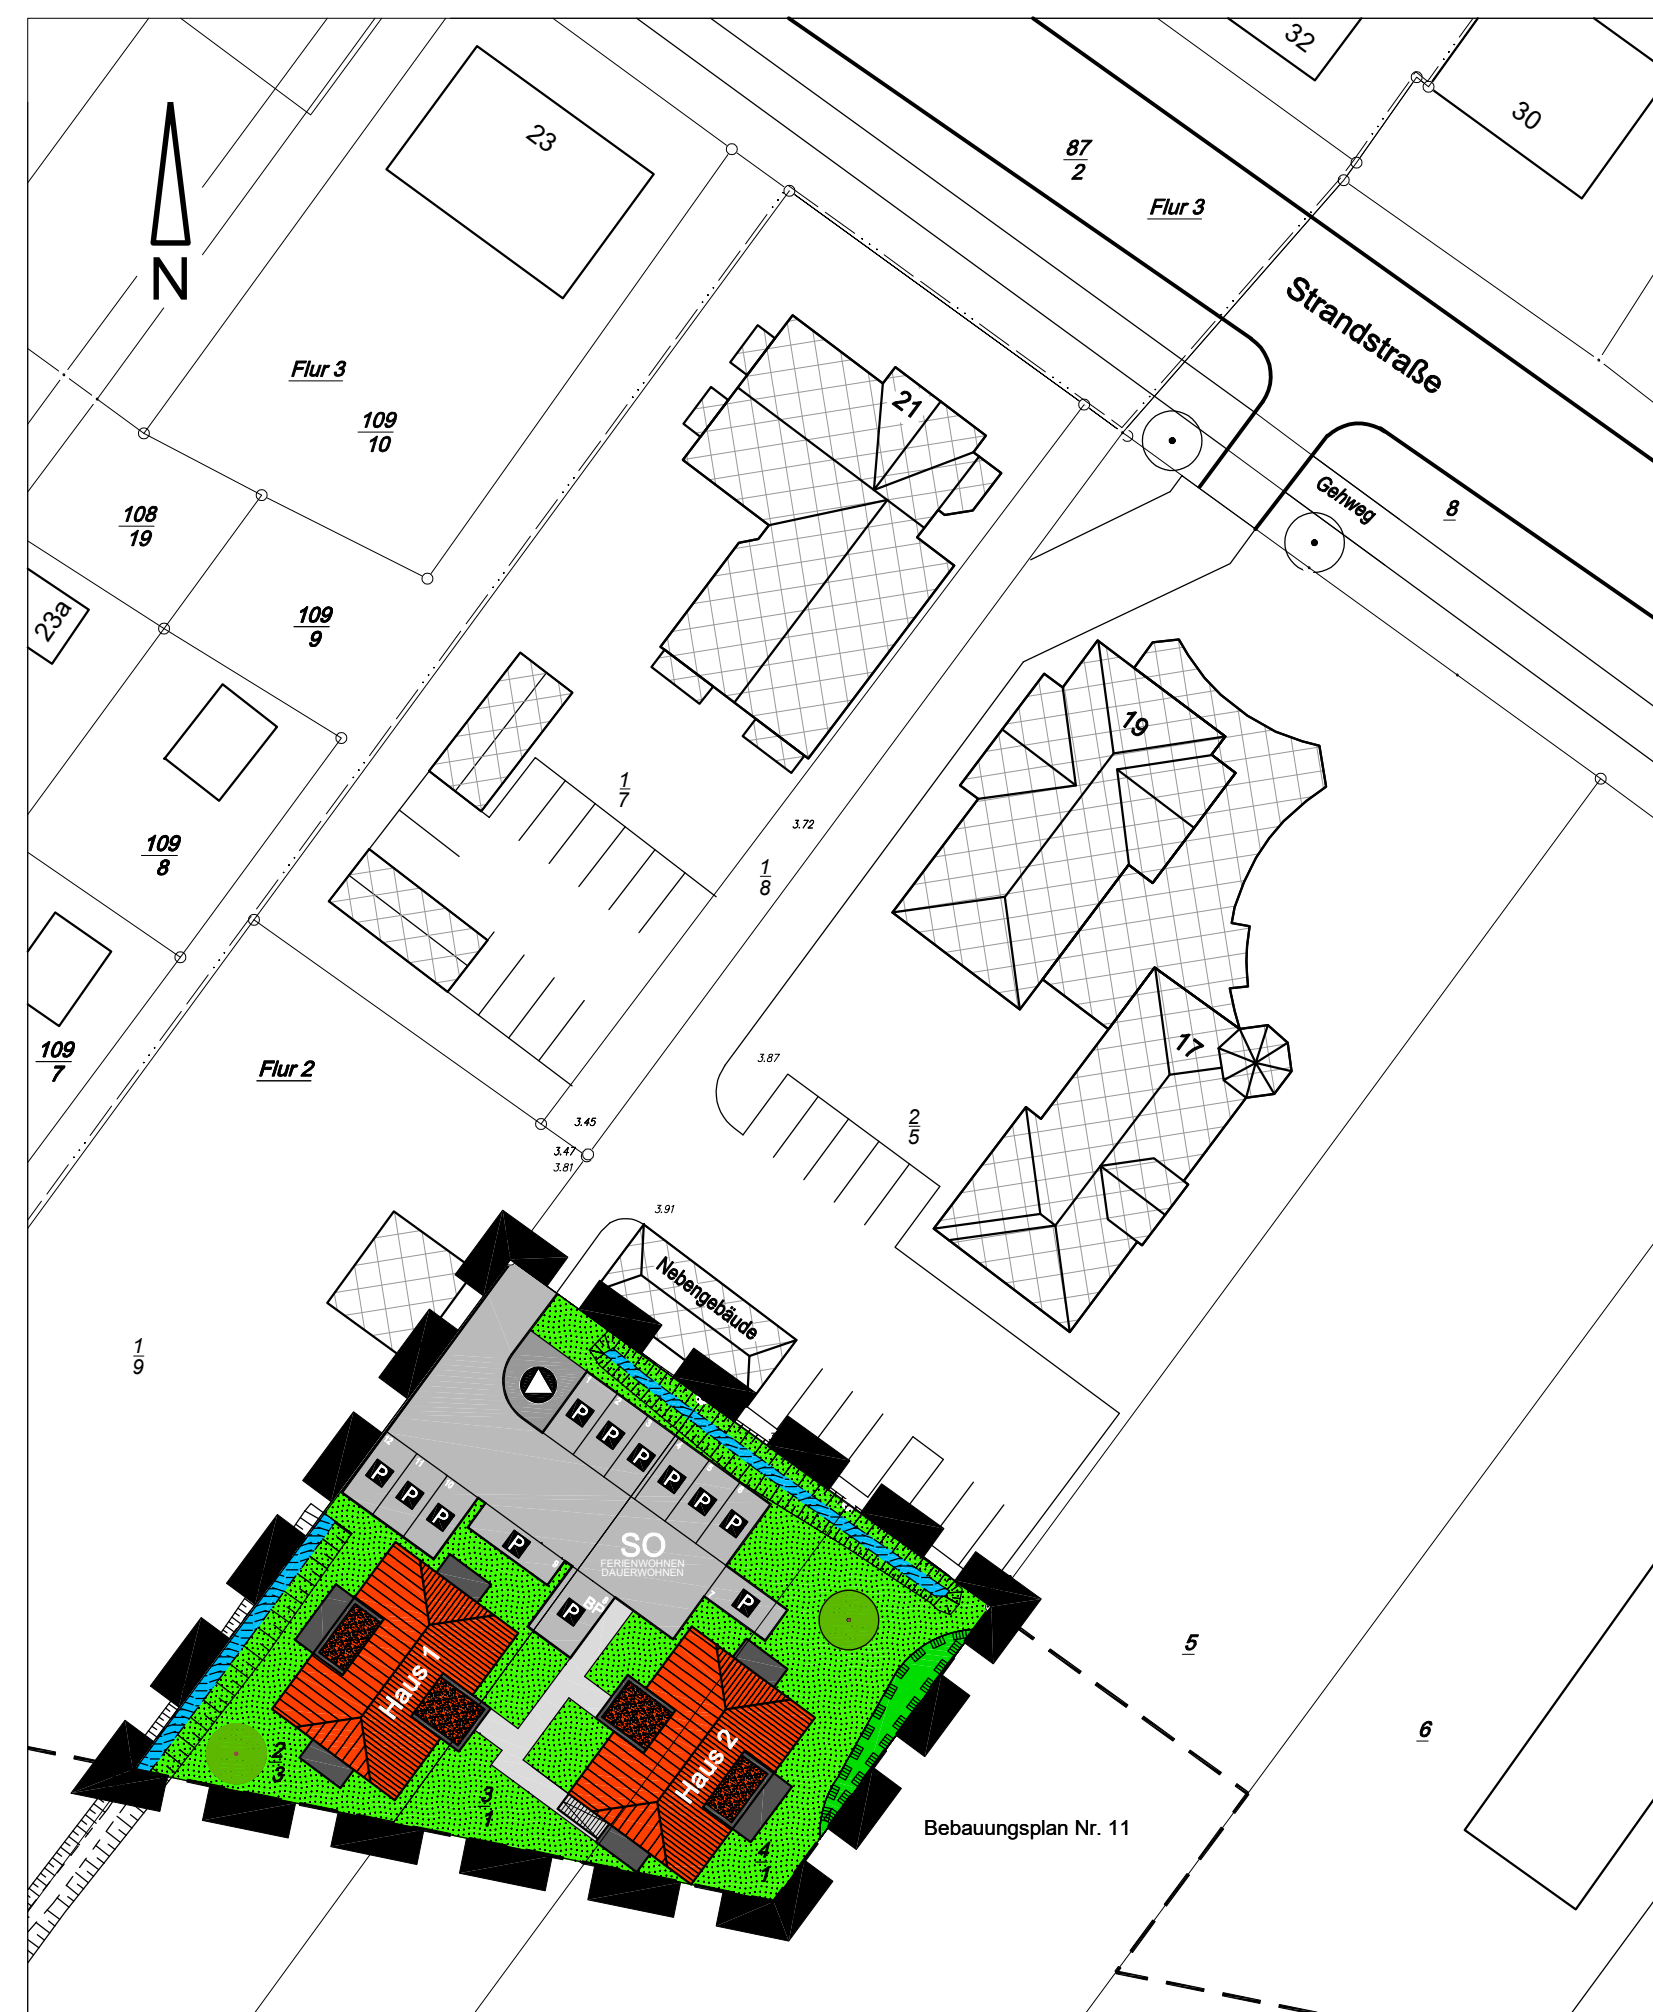 32
30
23
87
2
Flur 3
N
Strandstraße
Flur 3
109
10
21
Gehweg
8
108
19
23a
109
9
19
1
7
3.72
109
8
1
8
109
7
Flur 2
3.87
17
2
5
3.45
3.47
3.81
3.91
Nebengebäude
1
9
P
P
P
P
P
P
P
P
P
P
SO
FERIENWOHNEN
DAUERWOHNEN
P
P
Haus 1
Haus 2
5
6
2
3
3
1
4
1
Bebauungsplan Nr. 11